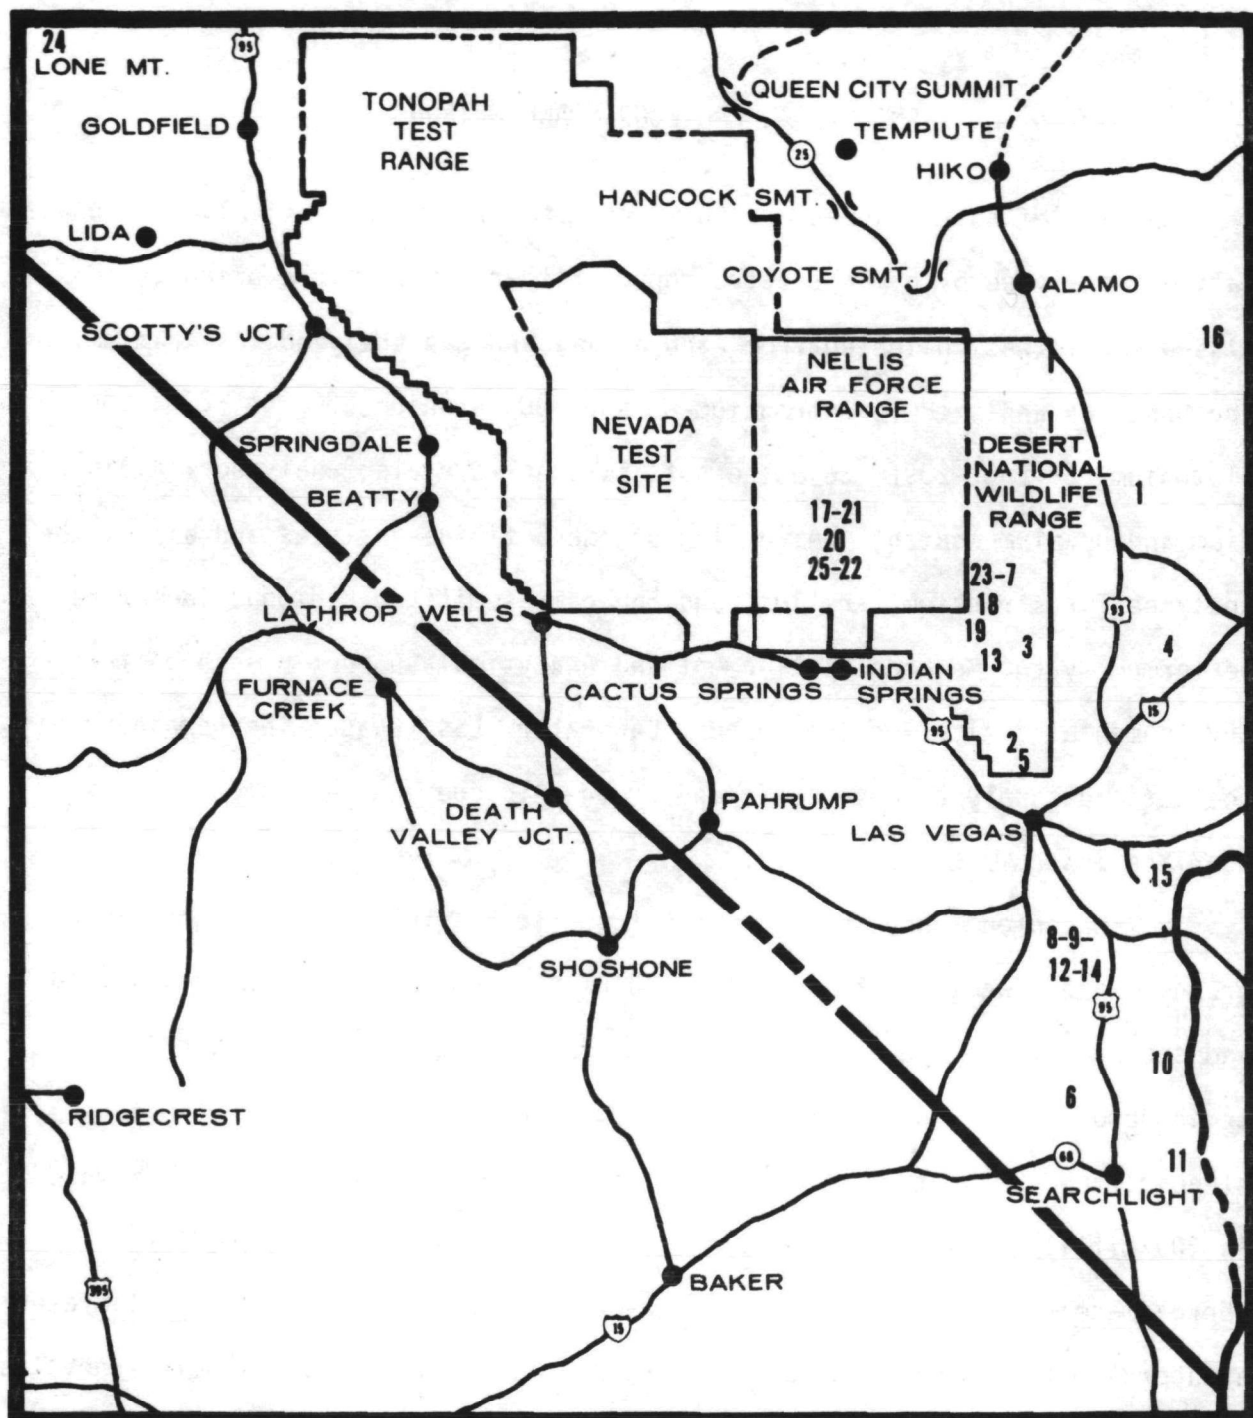 24
LONE MT.
95
GOLDFIELD
TONOPAH
TEST
RANGE
QUEEN CITY SUMMIT
TEMPIUTE
25
HIKO
HANCOCK SMT.
LIDA
COYOTE SMT.
ALAMO
SCOTTY'S JCT.
16
NELLIS
AIR FORCE
RANGE
NEVADA
TEST
SITE
SPRINGDALE
DESERT
NATIONAL
WILDLIFE
RANGE
BEATTY
1
17-21
20
25-22
23-7
18
19
13
3
LATHROP WELLS
93
4
FURNACE
CREEK
CACTUS SPRINGS
INDIAN
SPRINGS
15
95
2
5
DEATH
VALLEY JCT.
PAHRUMP
LAS VEGAS
15
SHOSHONE
8-9-
12-14
95
10
6
RIDGECREST
68
11
SEARCHLIGHT
BAKER
395
15